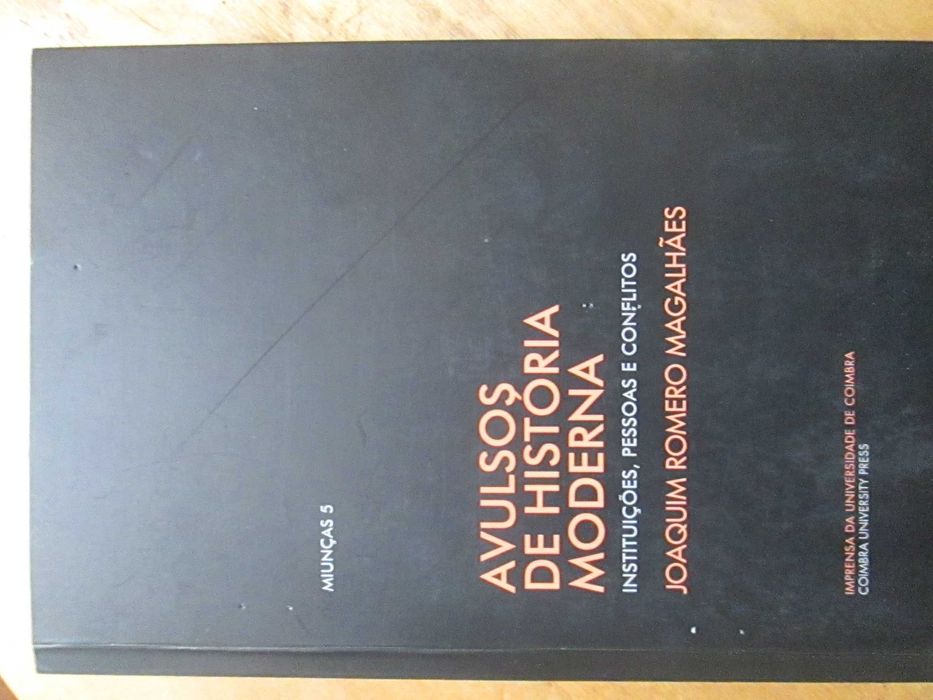 MIUNÇAS 5
AVULSOS
DE HISTÓRIA
MODERNA
INSTITUIÇÕES, PESSOAS E CONFLITOS
JOAQUIM ROMERO MAGALHÃES
IMPRENSA DA UNIVERSIDADE DE COIMBRA
COIMBRA UNIVERSITY PRESS